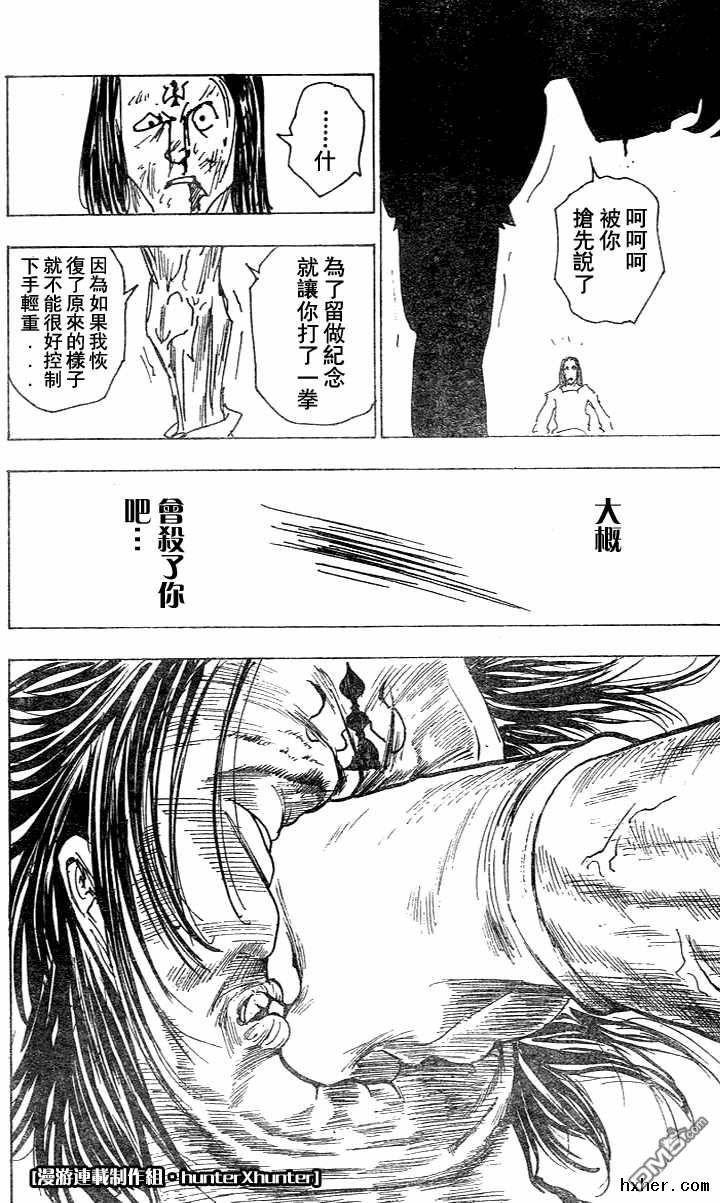 呵呵呵
被你
搶先說了
……
什
為了留做紀念
就讓你打了一拳
因為如果我恢
復了原來的樣子
就不能很好控制
下手輕重...
大概
會殺了你
吧…
[漫游連載制作組·hunterXhunter]
hxher.com